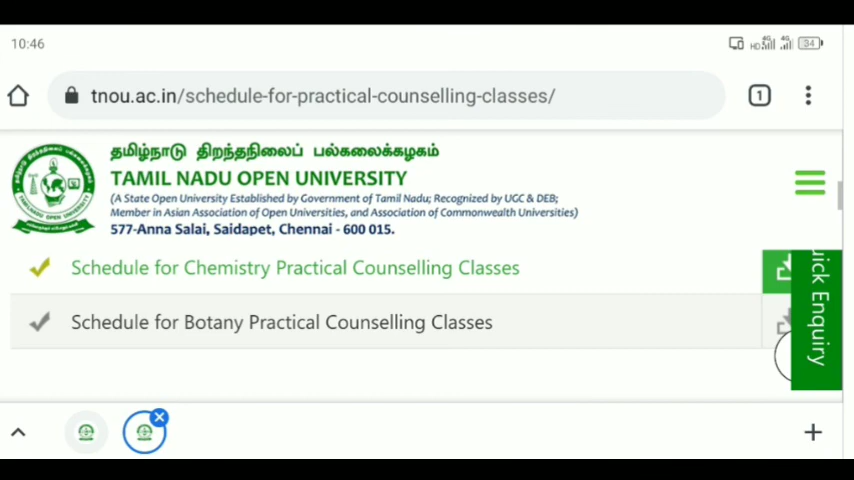 10:46
HD 4G 4G 34
tnou.ac.in/schedule-for-practical-counselling-classes/
1
தமிழ்நாடு திறந்தநிலைப் பல்கலைக்கழகம்
TAMIL NADU OPEN UNIVERSITY
(A State Open University Established by Government of Tamil Nadu; Recognized by UGC & DEB;
Member in Asian Association of Open Universities, and Association of Commonwealth Universities)
577-Anna Salai, Saidapet, Chennai - 600 015.
Schedule for Chemistry Practical Counselling Classes
Schedule for Botany Practical Counselling Classes
uick Enquiry